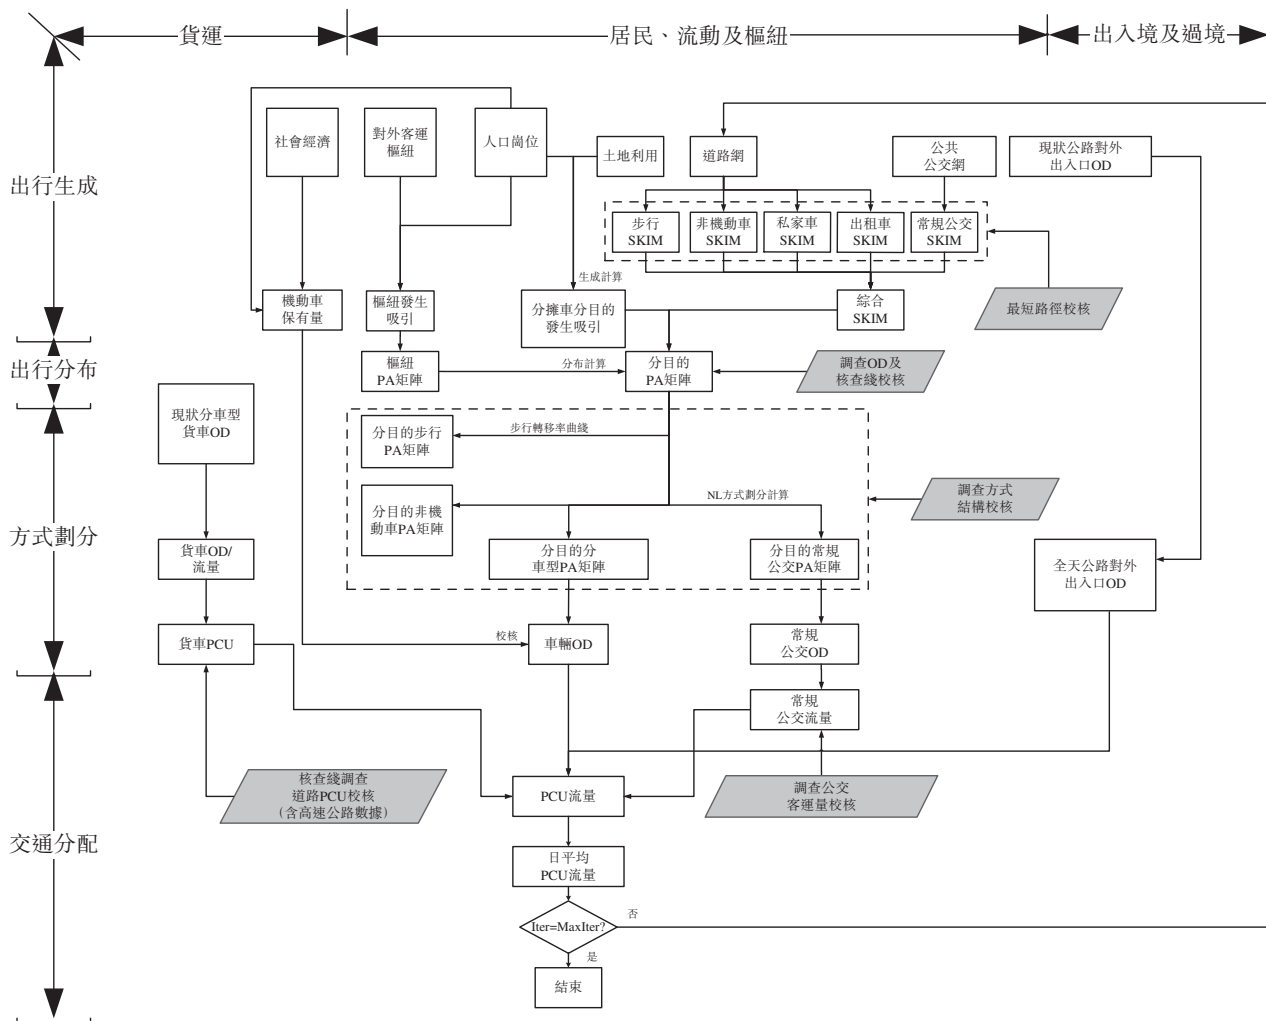 貨運
居民、流動及樞紐
出入境及過境
出行生成
出行分布
方式劃分
交通分配
社會經濟
對外客運
樞紐
人口崗位
土地利用
道路網
公共
公交網
現狀公路對外
出入口OD
步行
SKIM
非機動車
SKIM
私家車
SKIM
出租車
SKIM
常規公交
SKIM
生成計算
機動車
保有量
樞紐發生
吸引
分擁車分目的
發生吸引
綜合
SKIM
最短路徑校核
樞紐
PA矩陣
分布計算
分目的
PA矩陣
調查OD及
核查綫校核
現狀分車型
貨車OD
分目的步行
PA矩陣
步行轉移率曲綫
分目的非機
動車PA矩陣
NL方式劃分計算
調查方式
結構校核
貨車OD/
流量
分目的分
車型PA矩陣
分目的常規
公交PA矩陣
全天公路對外
出入口OD
貨車PCU
校核
車輛OD
常規
公交OD
常規
公交流量
核查綫調查
道路PCU校核
（含高速公路數據）
PCU流量
調查公交
客運量校核
日平均
PCU流量
Iter=MaxIter?
否
是
結束